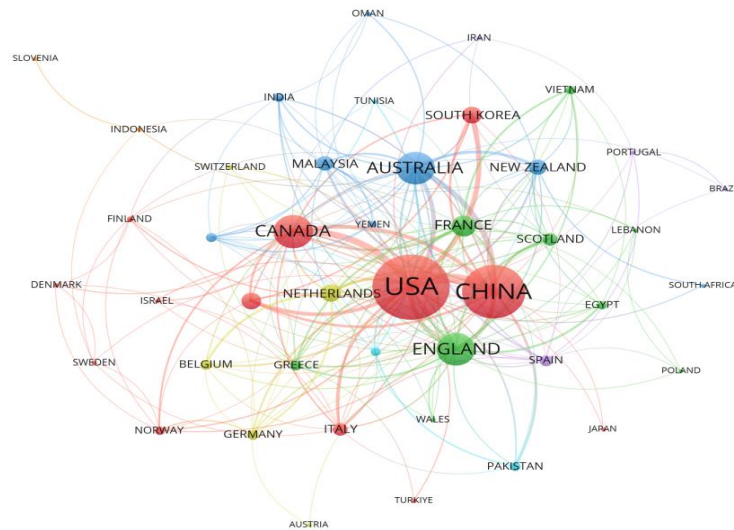 OMAN
IRAN
SLOVENIA
VIETNAM
INDIA
TUNISIA
SOUTH KOREA
INDONESIA
PORTUGAL
SWITZERLAND
MALAYSIA
AUSTRALIA
NEW ZEALAND
BRAZ
FINLAND
YEMEN
CANADA
FRANCE
LEBANON
SCOTLAND
DENMARK
SOUTH AFRICA
USA
CHINA
ISRAEL
NETHERLANDS
EGYPT
ENGLAND
SWEDEN
BELGIUM
GREECE
SPAIN
POLAND
WALES
NORWAY
GERMANY
ITALY
JAPAN
PAKISTAN
TURKIYE
AUSTRIA